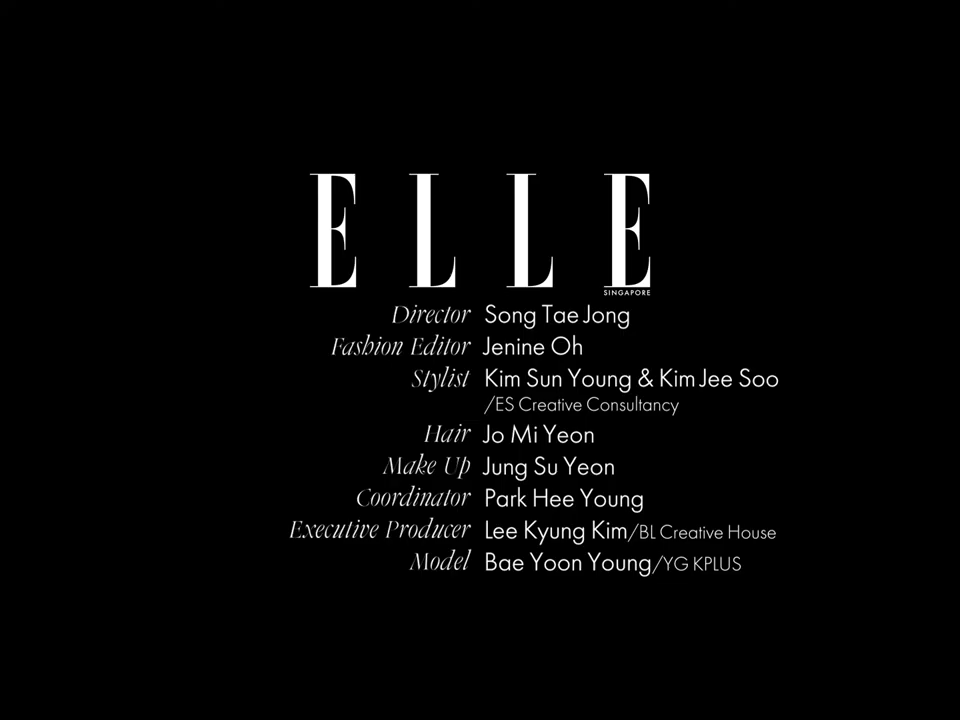 ELLE
SINGAPORE
Director Song Tae Jong
Fashion Editor Jenine Oh
Stylist Kim Sun Young & Kim Jee Soo
/ES Creative Consultancy
Hair Jo Mi Yeon
Make Up Jung Su Yeon
Coordinator Park Hee Young
Executive Producer Lee Kyung Kim/BL Creative House
Model Bae Yoon Young/YG KPLUS